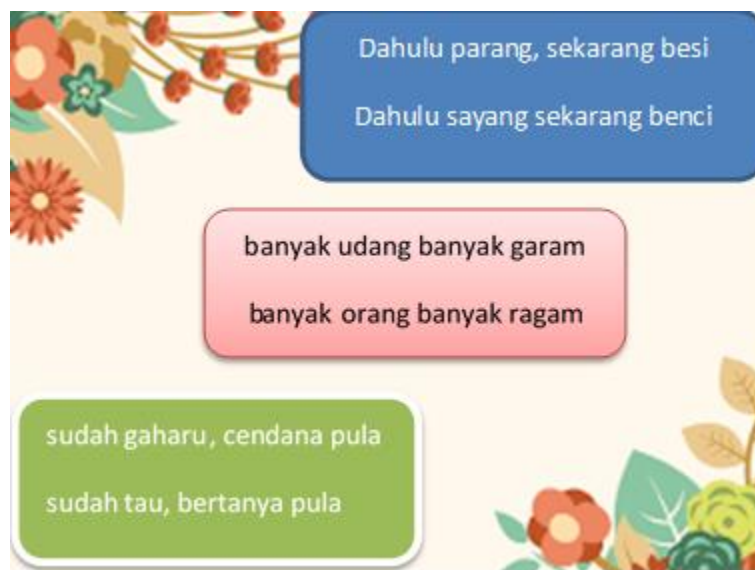 Dahulu parang, sekarang besi
Dahulu sayang sekarang benci
banyak udang banyak garam
banyak orang banyak ragam
sudah gaharu, cendana pula
sudah tau, bertanya pula